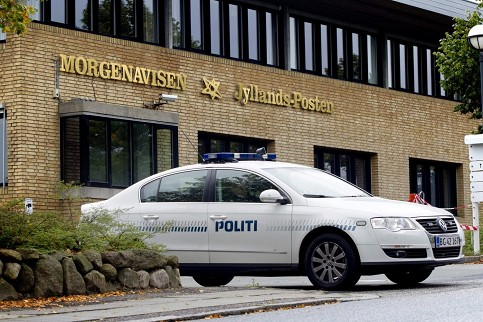 MORGENAVISEN Jyllands-Posten
POLITI